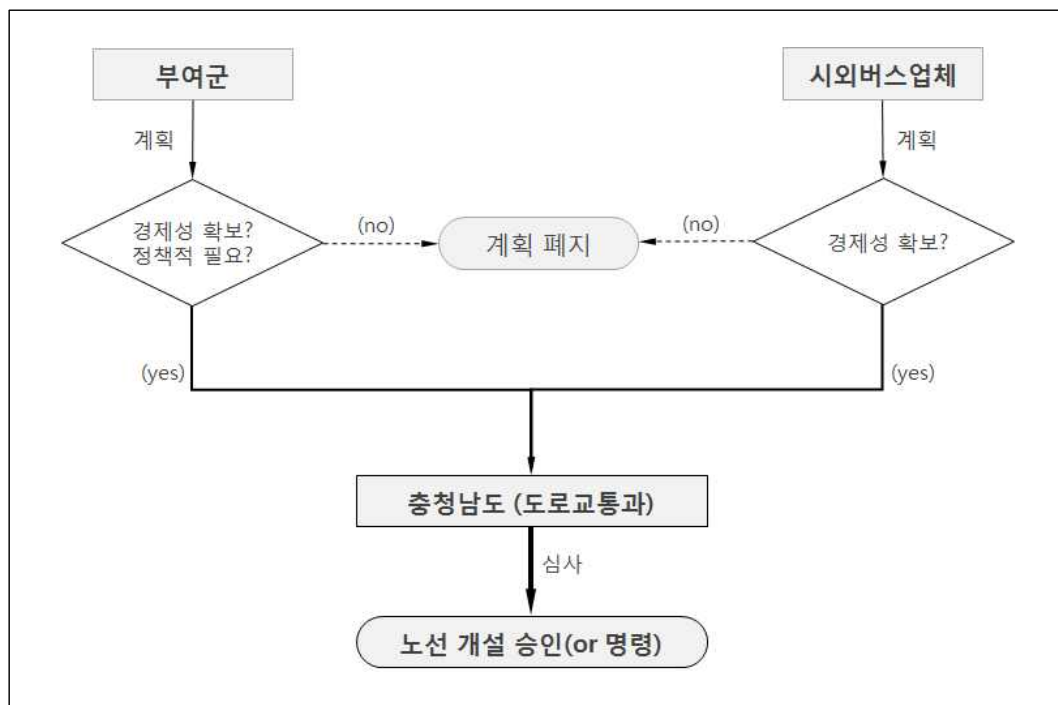 부여군
시외버스업체
계획
계획
경제성 확보?
정책적 필요?
(no)
계획 폐지
(no)
경제성 확보?
(yes)
(yes)
충청남도 (도로교통과)
심사
노선 개설 승인(or 명령)